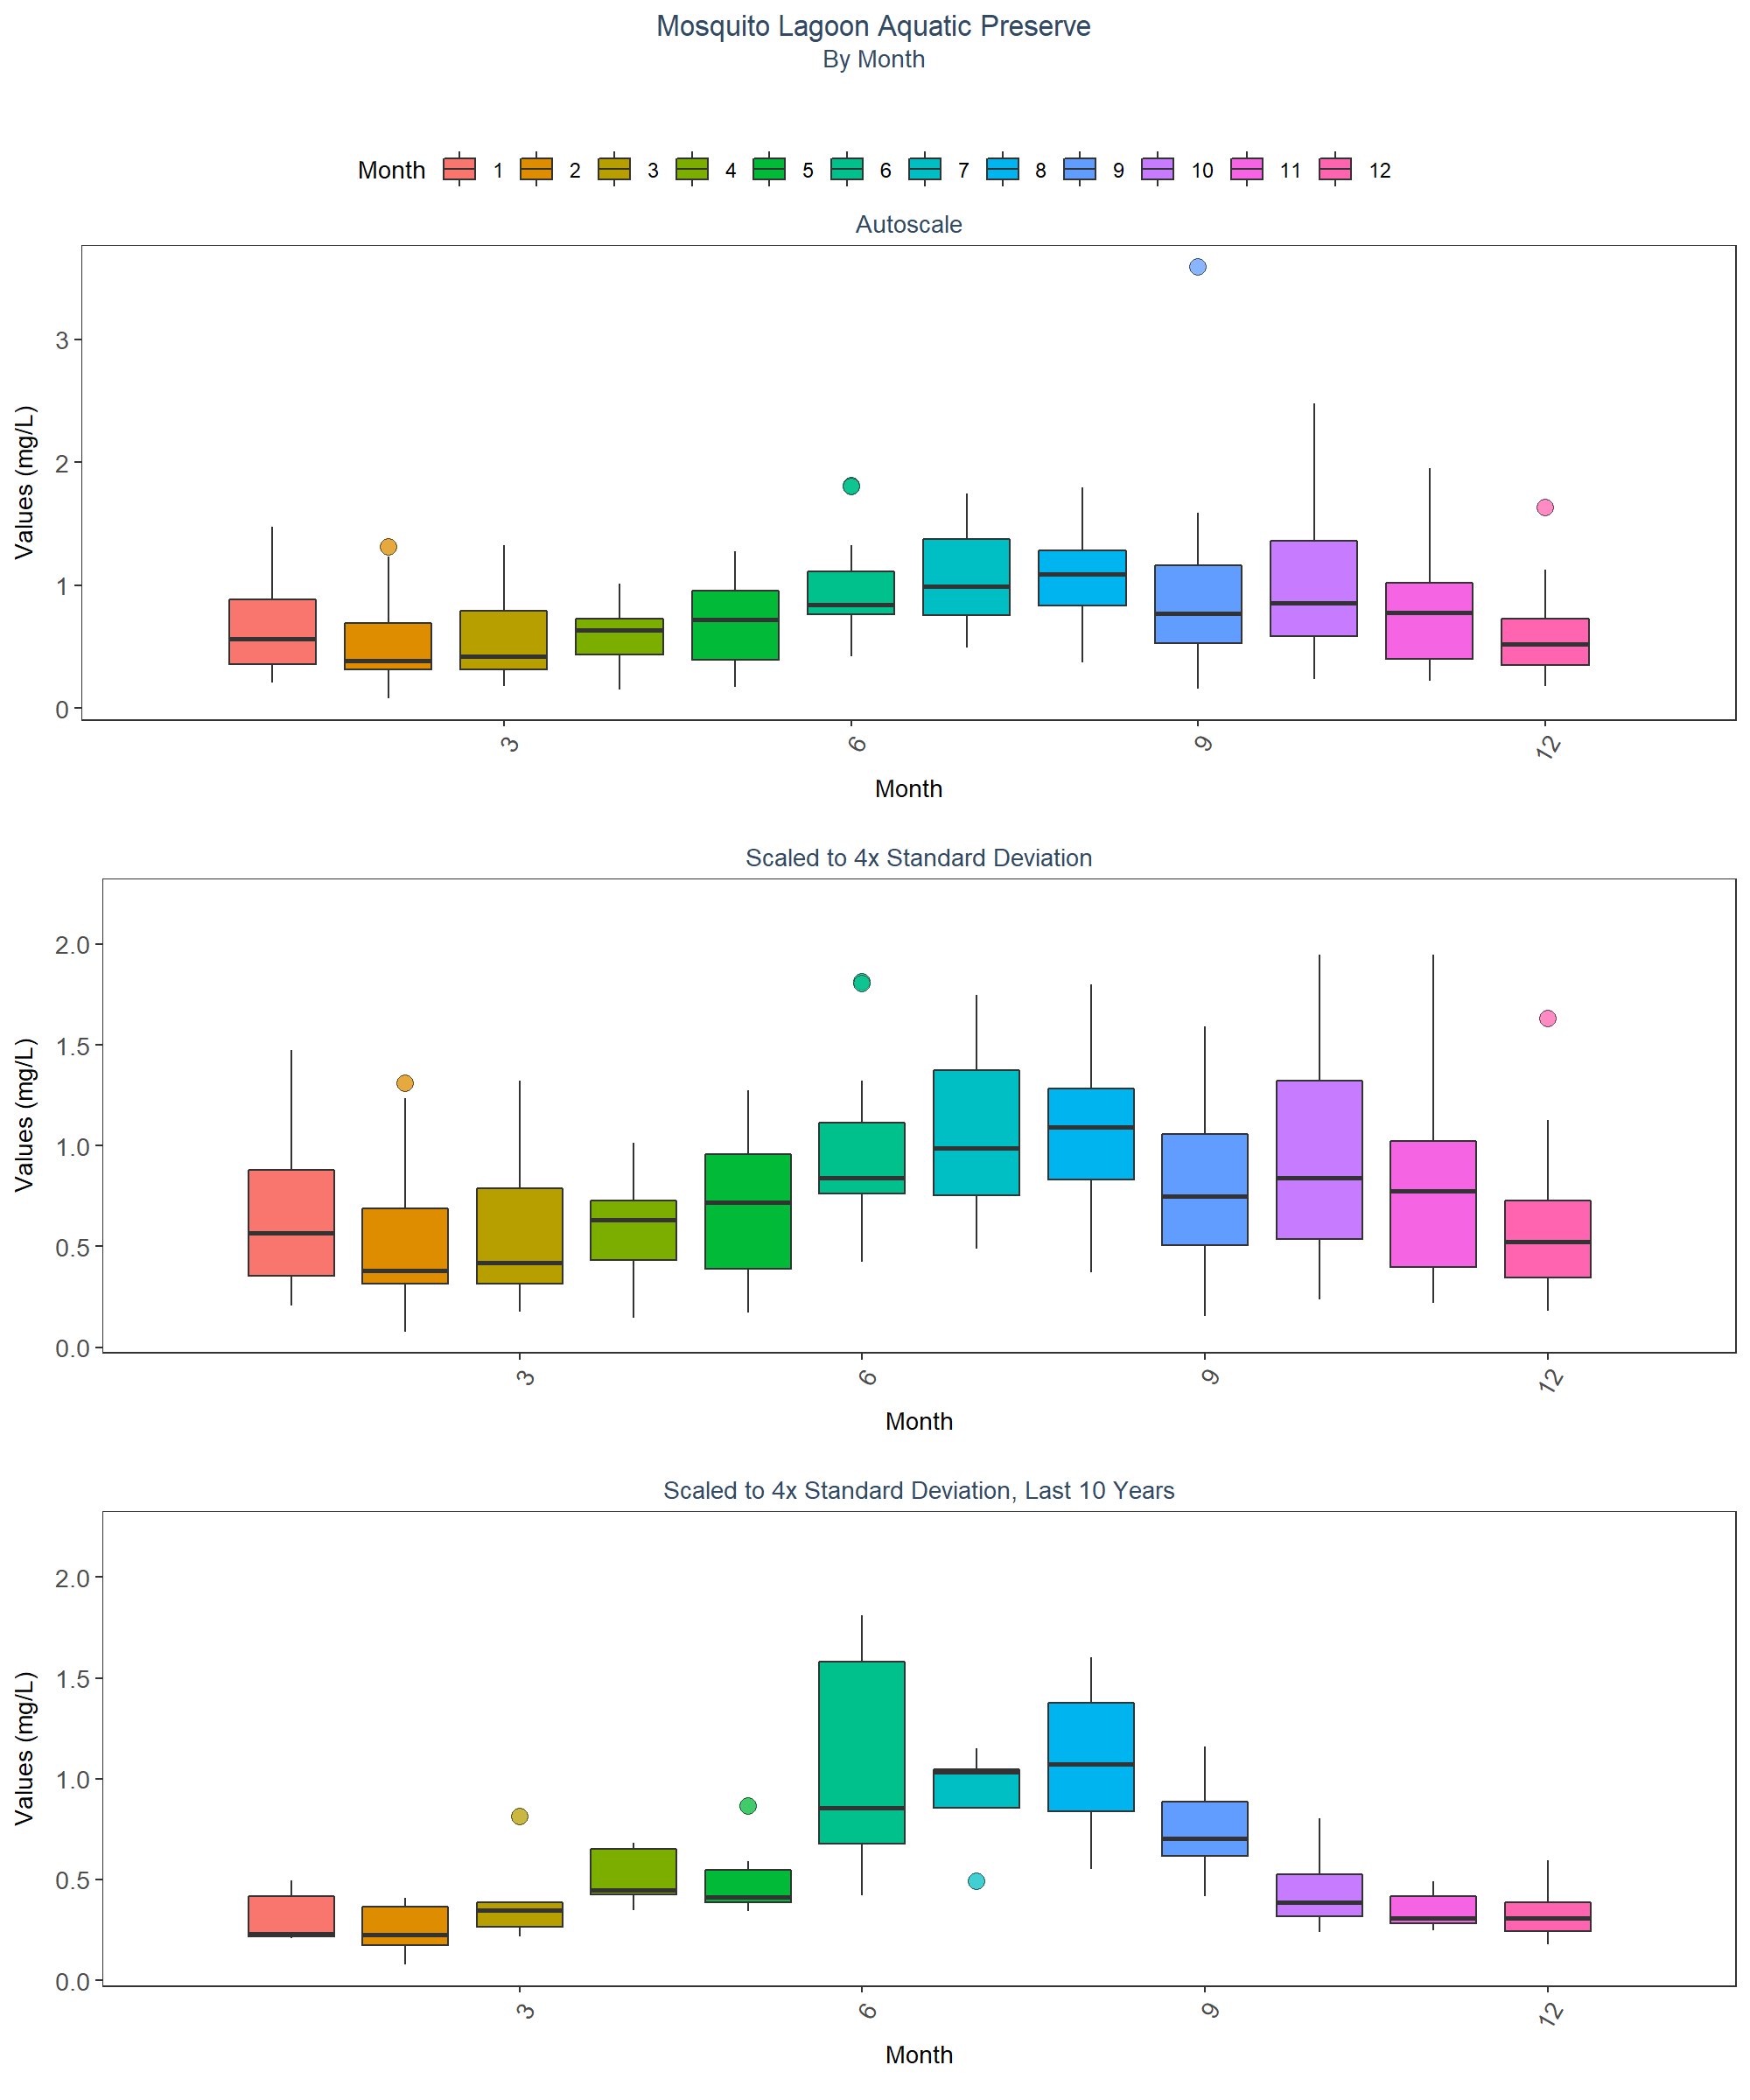 Mosquito Lagoon Aquatic Preserve
By Month
Month 1 2 3 4 5 6 7 8 9 10 11 12
Autoscale
Values (mg/L)
3
2
1
0
3 6 9 12
Month
Scaled to 4x Standard Deviation
Values (mg/L)
2.0
1.5
1.0
0.5
0.0
3 6 9 12
Month
Scaled to 4x Standard Deviation, Last 10 Years
Values (mg/L)
2.0
1.5
1.0
0.5
0.0
3 6 9 12
Month